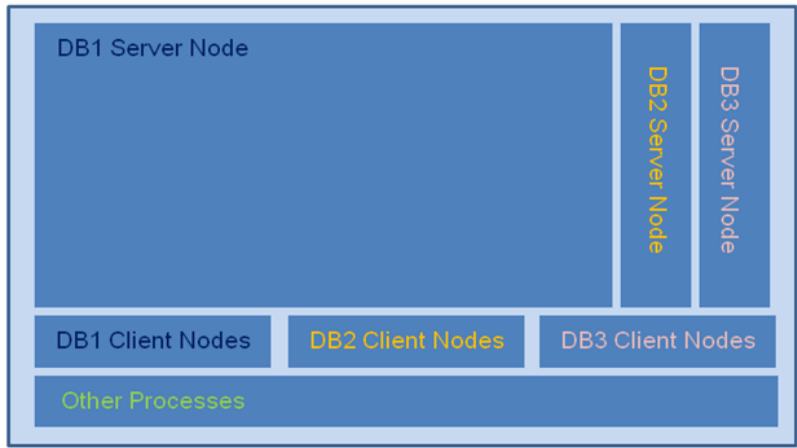 DB1 Server Node
DB2 Server Node
DB3 Server Node
DB1 Client Nodes
DB2 Client Nodes
DB3 Client Nodes
Other Processes